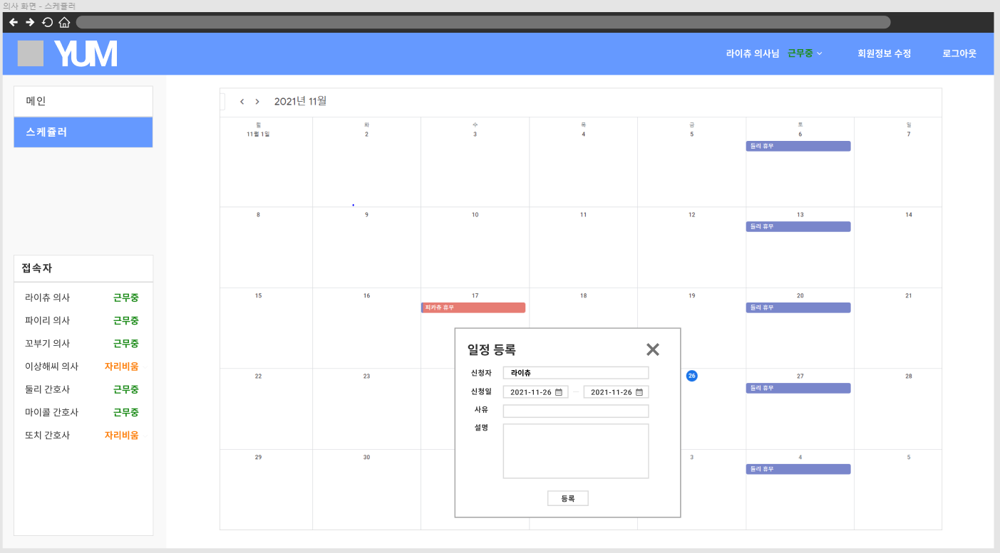 의사 화면 - 스케쥴러
YUM
라이츄 의사님 근무중 회원정보 수정 로그아웃
메인
스케쥴러
접속자
라이츄 의사 근무중
파이리 의사 근무중
꼬부기 의사 근무중
이상해씨 의사 자리비움
둘리 간호사 근무중
마이콜 간호사 근무중
또치 간호사 자리비움
2021년 11월
월 화 수 목 금 토 일
11월 1일 2 3 4 5 6 7
둘리 휴무
8 9 10 11 12 13 14
둘리 휴무
15 16 17 18 19 20 21
피카츄 휴무 둘리 휴무
22 23 26 27 28
둘리 휴무
29 30 3 4 5
둘리 휴무
일정 등록
신청자 라이츄
신청일 2021-11-26 — 2021-11-26
사유
설명
등록